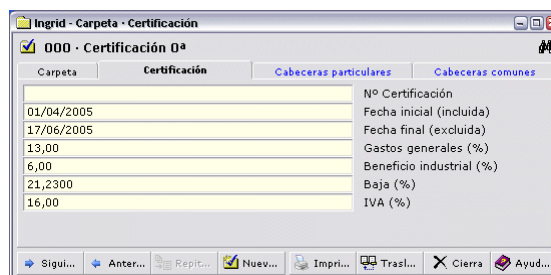 Ingrid - Carpeta · Certificación
000 · Certificación 0ª
Carpeta Certificación Cabeceras particulares Cabeceras comunes
Nº Certificación
01/04/2005 Fecha inicial (incluida)
17/06/2005 Fecha final (excluida)
13,00 Gastos generales (%)
6,00 Beneficio industrial (%)
21,2300 Baja (%)
16,00 IVA (%)
Sigui... Anter... Repit... Nuev... Impri... Trasl... Cierra Ayud...